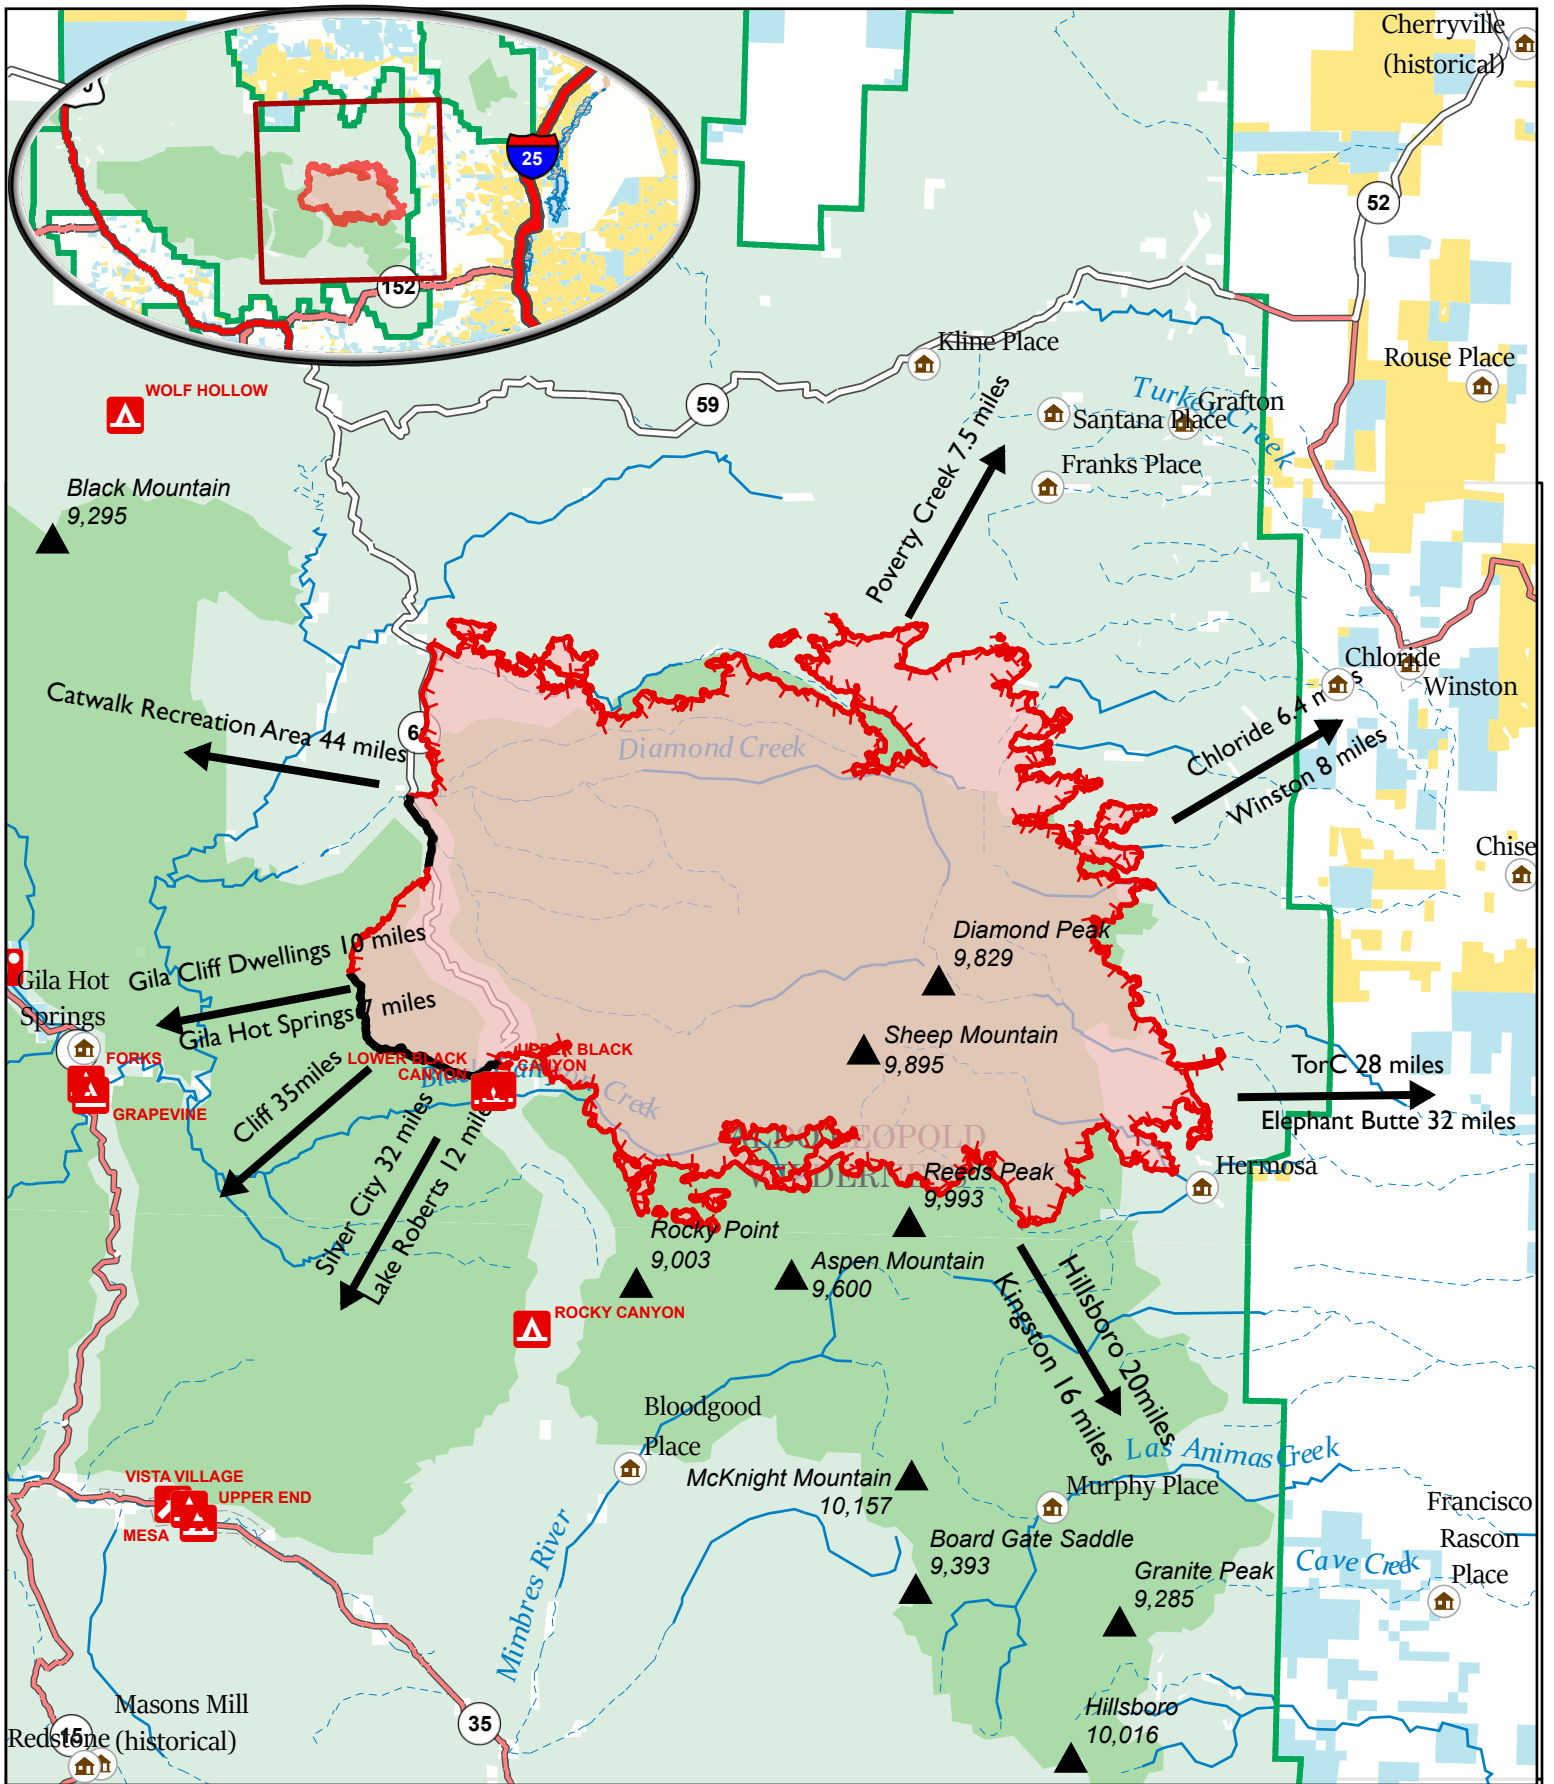 Cherryville
(historical)
25
52
152
Kline Place
Rouse Place
WOLF HOLLOW
59
Turkey Creek
Grafton
Santana Place
Poverty Creek 7.5 miles
Franks Place
Black Mountain
9,295
Chloride
Winston
Catwalk Recreation Area 44 miles
6
Diamond Creek
Chloride 6.4 m s
Winston 8 miles
Chise
Diamond Peak
9,829
Gila Cliff Dwellings 10 miles
Gila Hot
Springs
Gila Hot Springs 7 miles
Sheep Mountain
9,895
FORKS
LOWER BLACK
CANYON
UPPER BLACK
CANYON
TorC 28 miles
GRAPEVINE
Black Canyon Creek
Cliff 35miles
Elephant Butte 32 miles
ALDO LEOPOLD
WILDERNESS
Silver City 32 miles
Lake Roberts 12 miles
Reeds Peak
9,993
Hermosa
Rocky Point
9,003
Aspen Mountain
9,600
ROCKY CANYON
Hillsboro 20miles
Kingston 16 miles
Bloodgood
Place
Las Animas Creek
VISTA VILLAGE
UPPER END
MESA
McKnight Mountain
10,157
Murphy Place
Francisco
Rascon
Place
Board Gate Saddle
9,393
Cave Creek
Granite Peak
9,285
Mimbres River
Masons Mill
(historical)
Redstone
15
35
Hillsboro
10,016